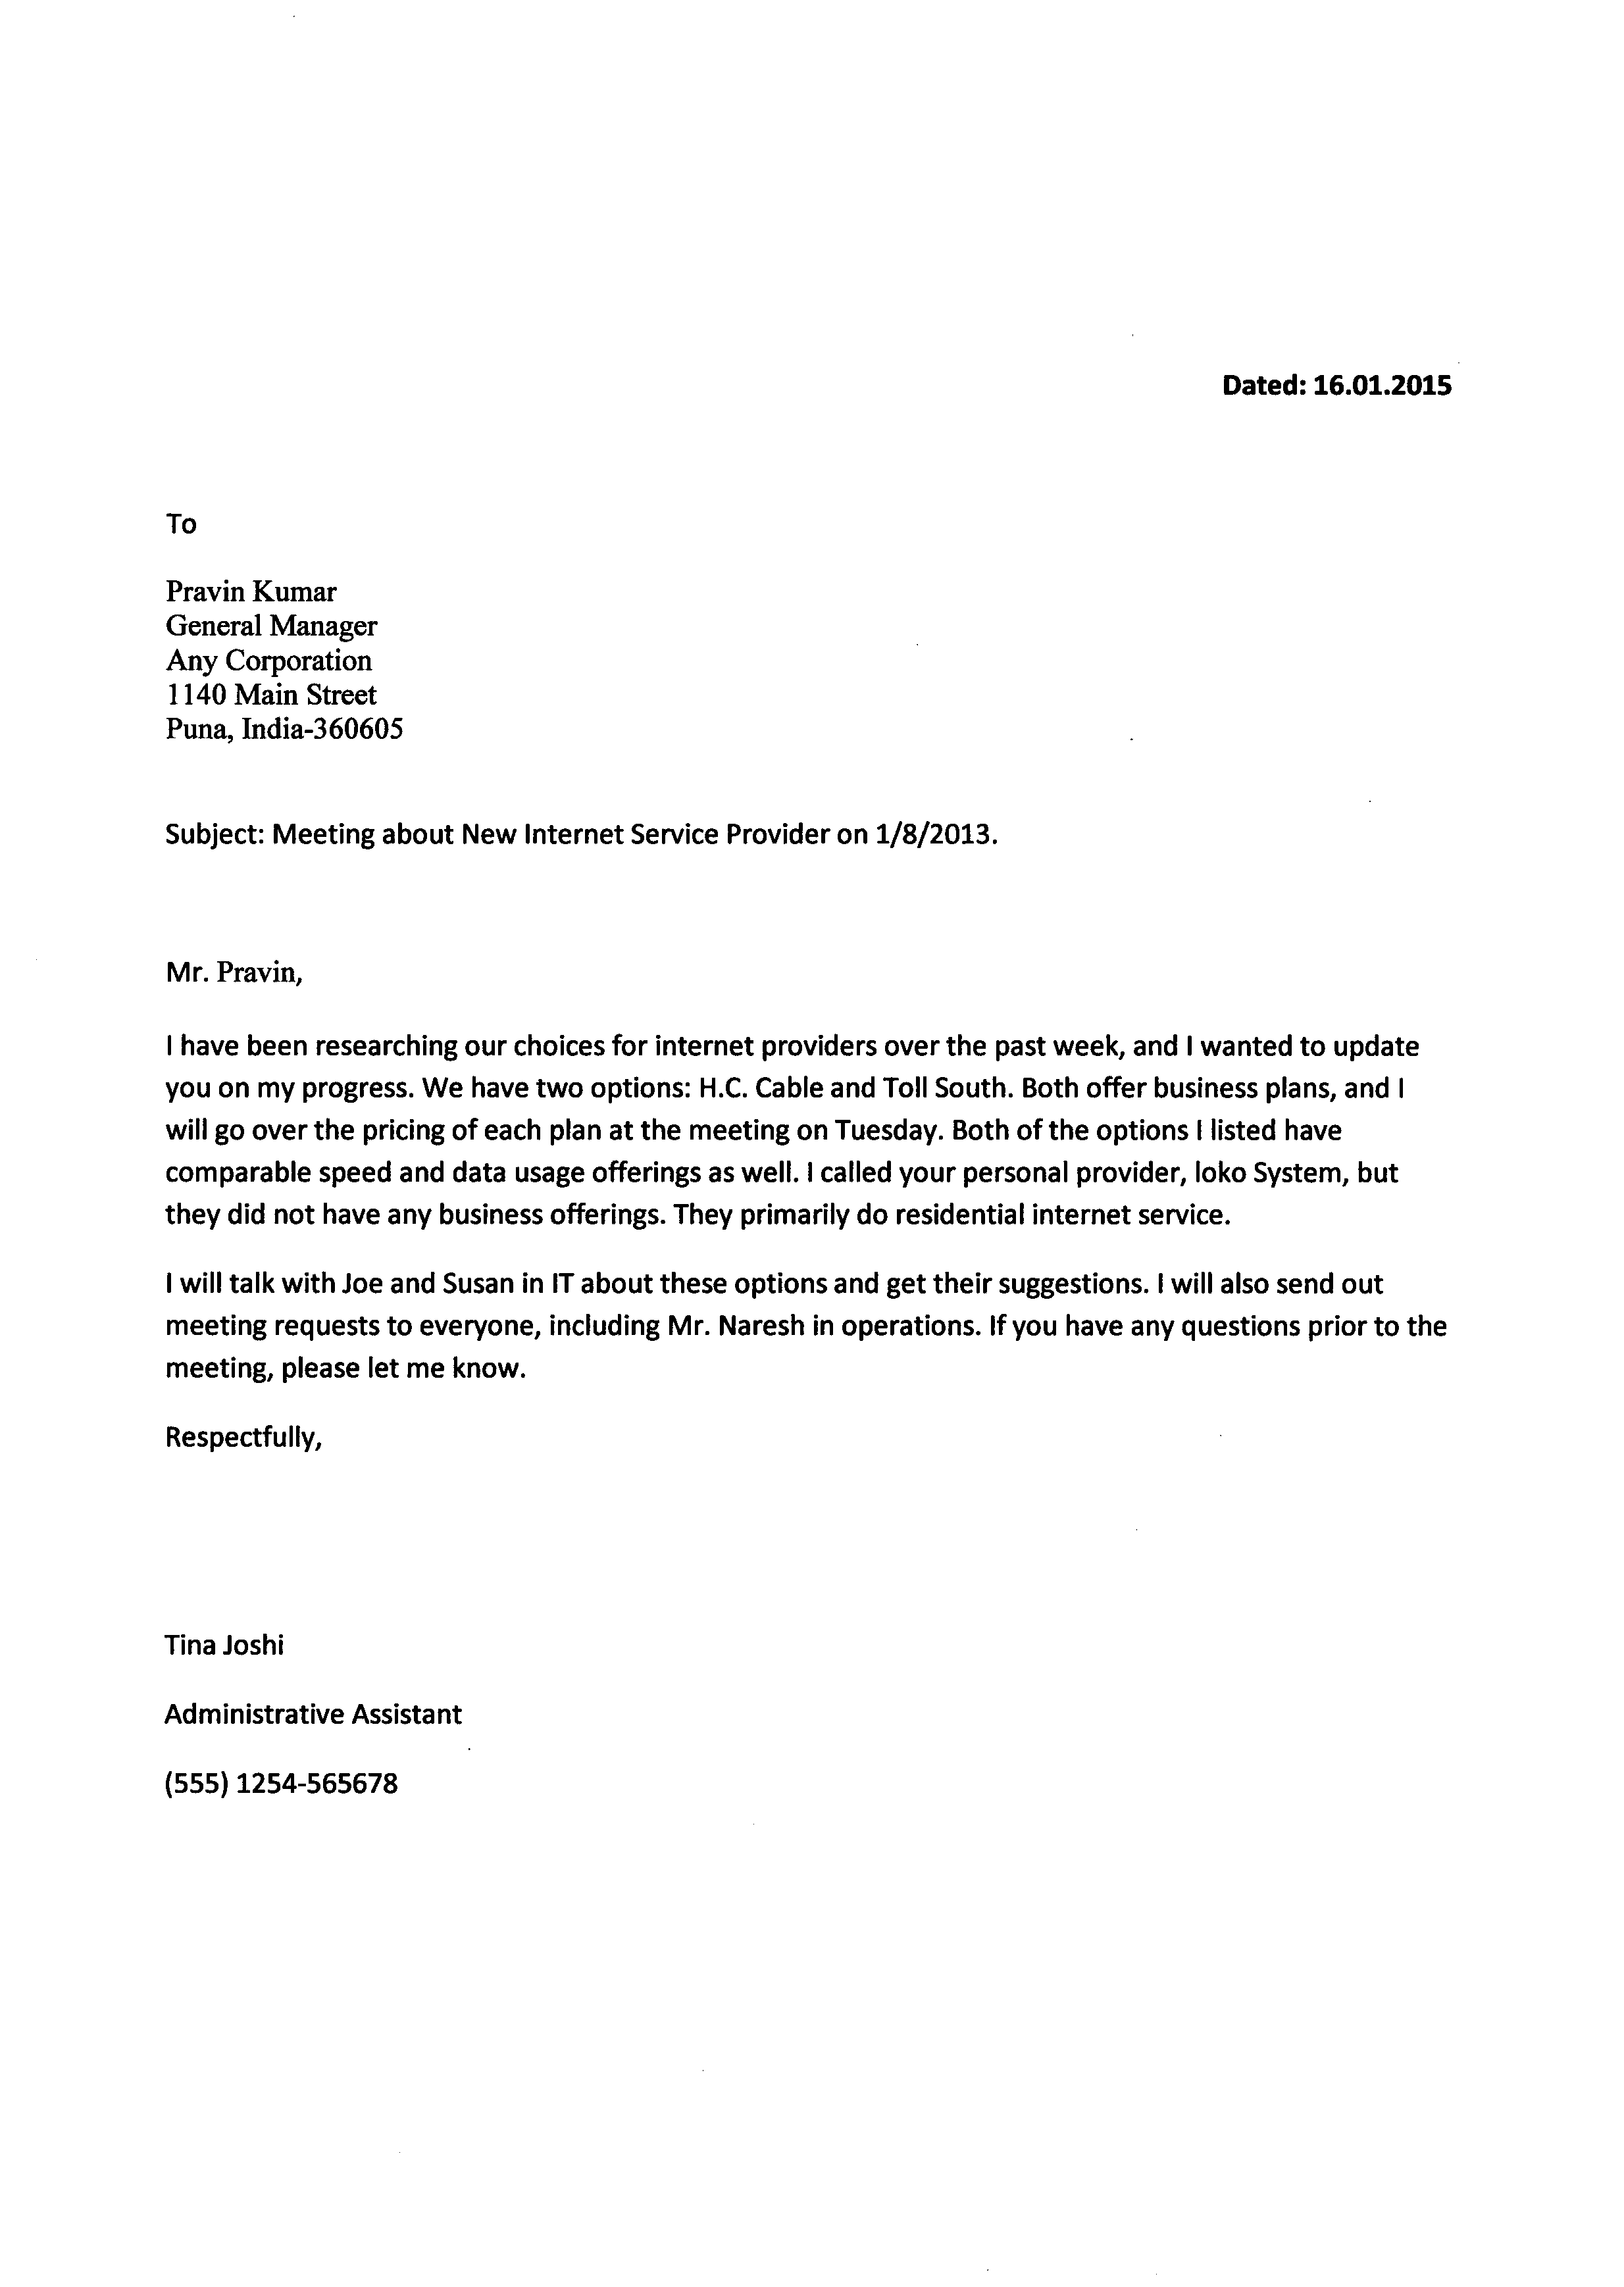 Dated: 16.01.2015
To
Pravin Kumar
General Manager
Any Corporation
1140 Main Street
Puna, India-360605
Subject: Meeting about New Internet Service Provider on 1/8/2013.
Mr. Pravin,
I have been researching our choices for internet providers over the past week, and I wanted to update
you on my progress. We have two options: H.C. Cable and Toll South. Both offer business plans, and I
will go over the pricing of each plan at the meeting on Tuesday. Both of the options I listed have
comparable speed and data usage offerings as well. I called your personal provider, loko System, but
they did not have any business offerings. They primarily do residential internet service.
I will talk with Joe and Susan in IT about these options and get their suggestions. I will also send out
meeting requests to everyone, including Mr. Naresh in operations. If you have any questions prior to the
meeting, please let me know.
Respectfully,
Tina Joshi
Administrative Assistant
(555) 1254-565678